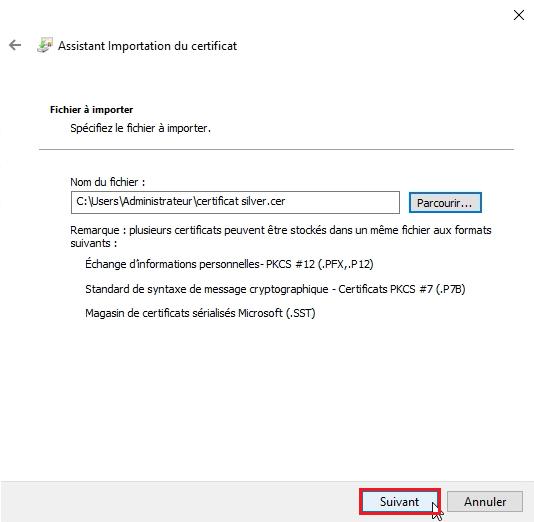 Assistant Importation du certificat
Fichier à importer
Spécifiez le fichier à importer.
Nom du fichier :
C:\Users\Administrateur\certificat silver.cer
Parcourir...
Remarque : plusieurs certificats peuvent être stockés dans un même fichier aux formats
suivants :
Échange d'informations personnelles- PKCS #12 (.PFX,.P12)
Standard de syntaxe de message cryptographique - Certificats PKCS #7 (.P7B)
Magasin de certificats sérialisés Microsoft (.SST)
Suivant
Annuler